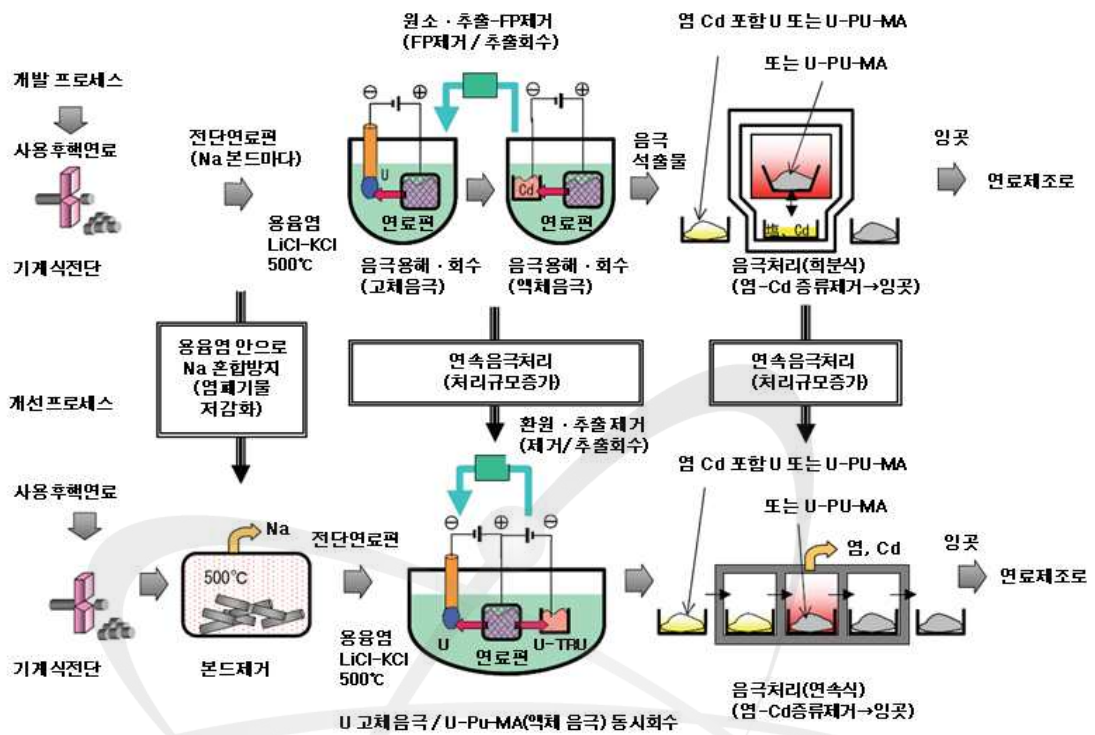 원소 · 추출-FP제거
(FP제거 / 추출회수)
염 Cd 포함 U 또는 U-PU-MA
또는 U-PU-MA
개발 프로세스
사용후핵연료
기계식전단
전단연료편
(Na 본드마다)
용융염
LiCl-KCl
500℃
⊖
⊕
U
연료편
음극용해 · 회수
(고체음극)
⊖
⊕
Cd
연료편
음극용해 · 회수
(액체음극)
음극
석출물
塩、Cd
음극처리(회분식)
(염-Cd 증류제거→잉곳)
잉곳
연료제조로
용융염 안으로
Na 혼합방지
(염폐기물
저감화)
연속음극처리
(처리규모증가)
연속음극처리
(처리규모증가)
개선프로세스
환원 · 추출제거
(제거/추출회수)
염 Cd 포함 U 또는 U-PU-MA
또는 U-PU-MA
사용후핵연료
기계식전단
Na
500℃
본드제거
전단연료편
용융염
LiCl-KCl
500℃
⊖
⊕
⊖
U
연료편
U-TRU
U 고체음극 / U-Pu-MA(액체 음극) 동시회수
염, Cd
음극처리(연속식)
(염-Cd증류제거→잉곳)
잉곳
연료제조로